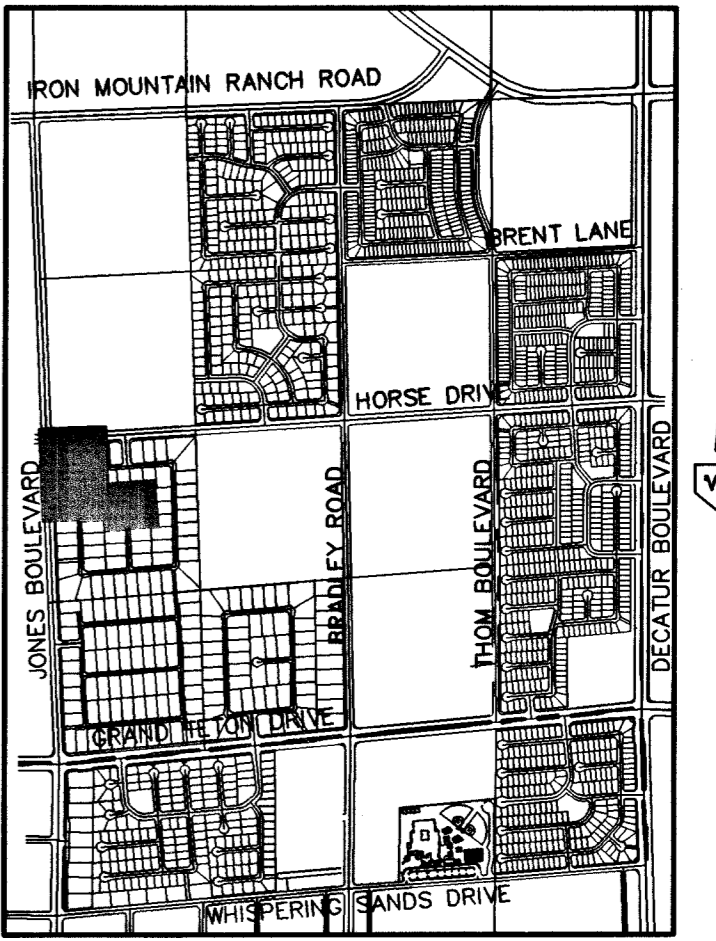 IRON MOUNTAIN RANCH ROAD
BRENT LANE
HORSE DRIVE
JONES BOULEVARD
BRADLEY ROAD
THOM BOULEVARD
DECATUR BOULEVARD
GRAND TETON DRIVE
WHISPERING SANDS DRIVE